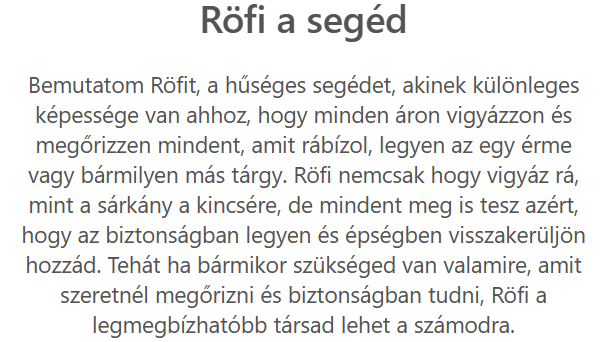 Röfi a segéd
Bemutatom Röfit, a hűséges segédet, akinek különleges
képessége van ahhoz, hogy minden áron vigyázzon és
megőrizzen mindent, amit rábízol, legyen az egy érme
vagy bármilyen más tárgy. Röfi nemcsak hogy vigyáz rá,
mint a sárkány a kincsére, de mindent meg is tesz azért,
hogy az biztonságban legyen és épségben visszakerüljön
hozzád. Tehát ha bármikor szükséged van valamire, amit
szeretnél megőrizni és biztonságban tudni, Röfi a
legmegbízhatóbb társad lehet a számodra.